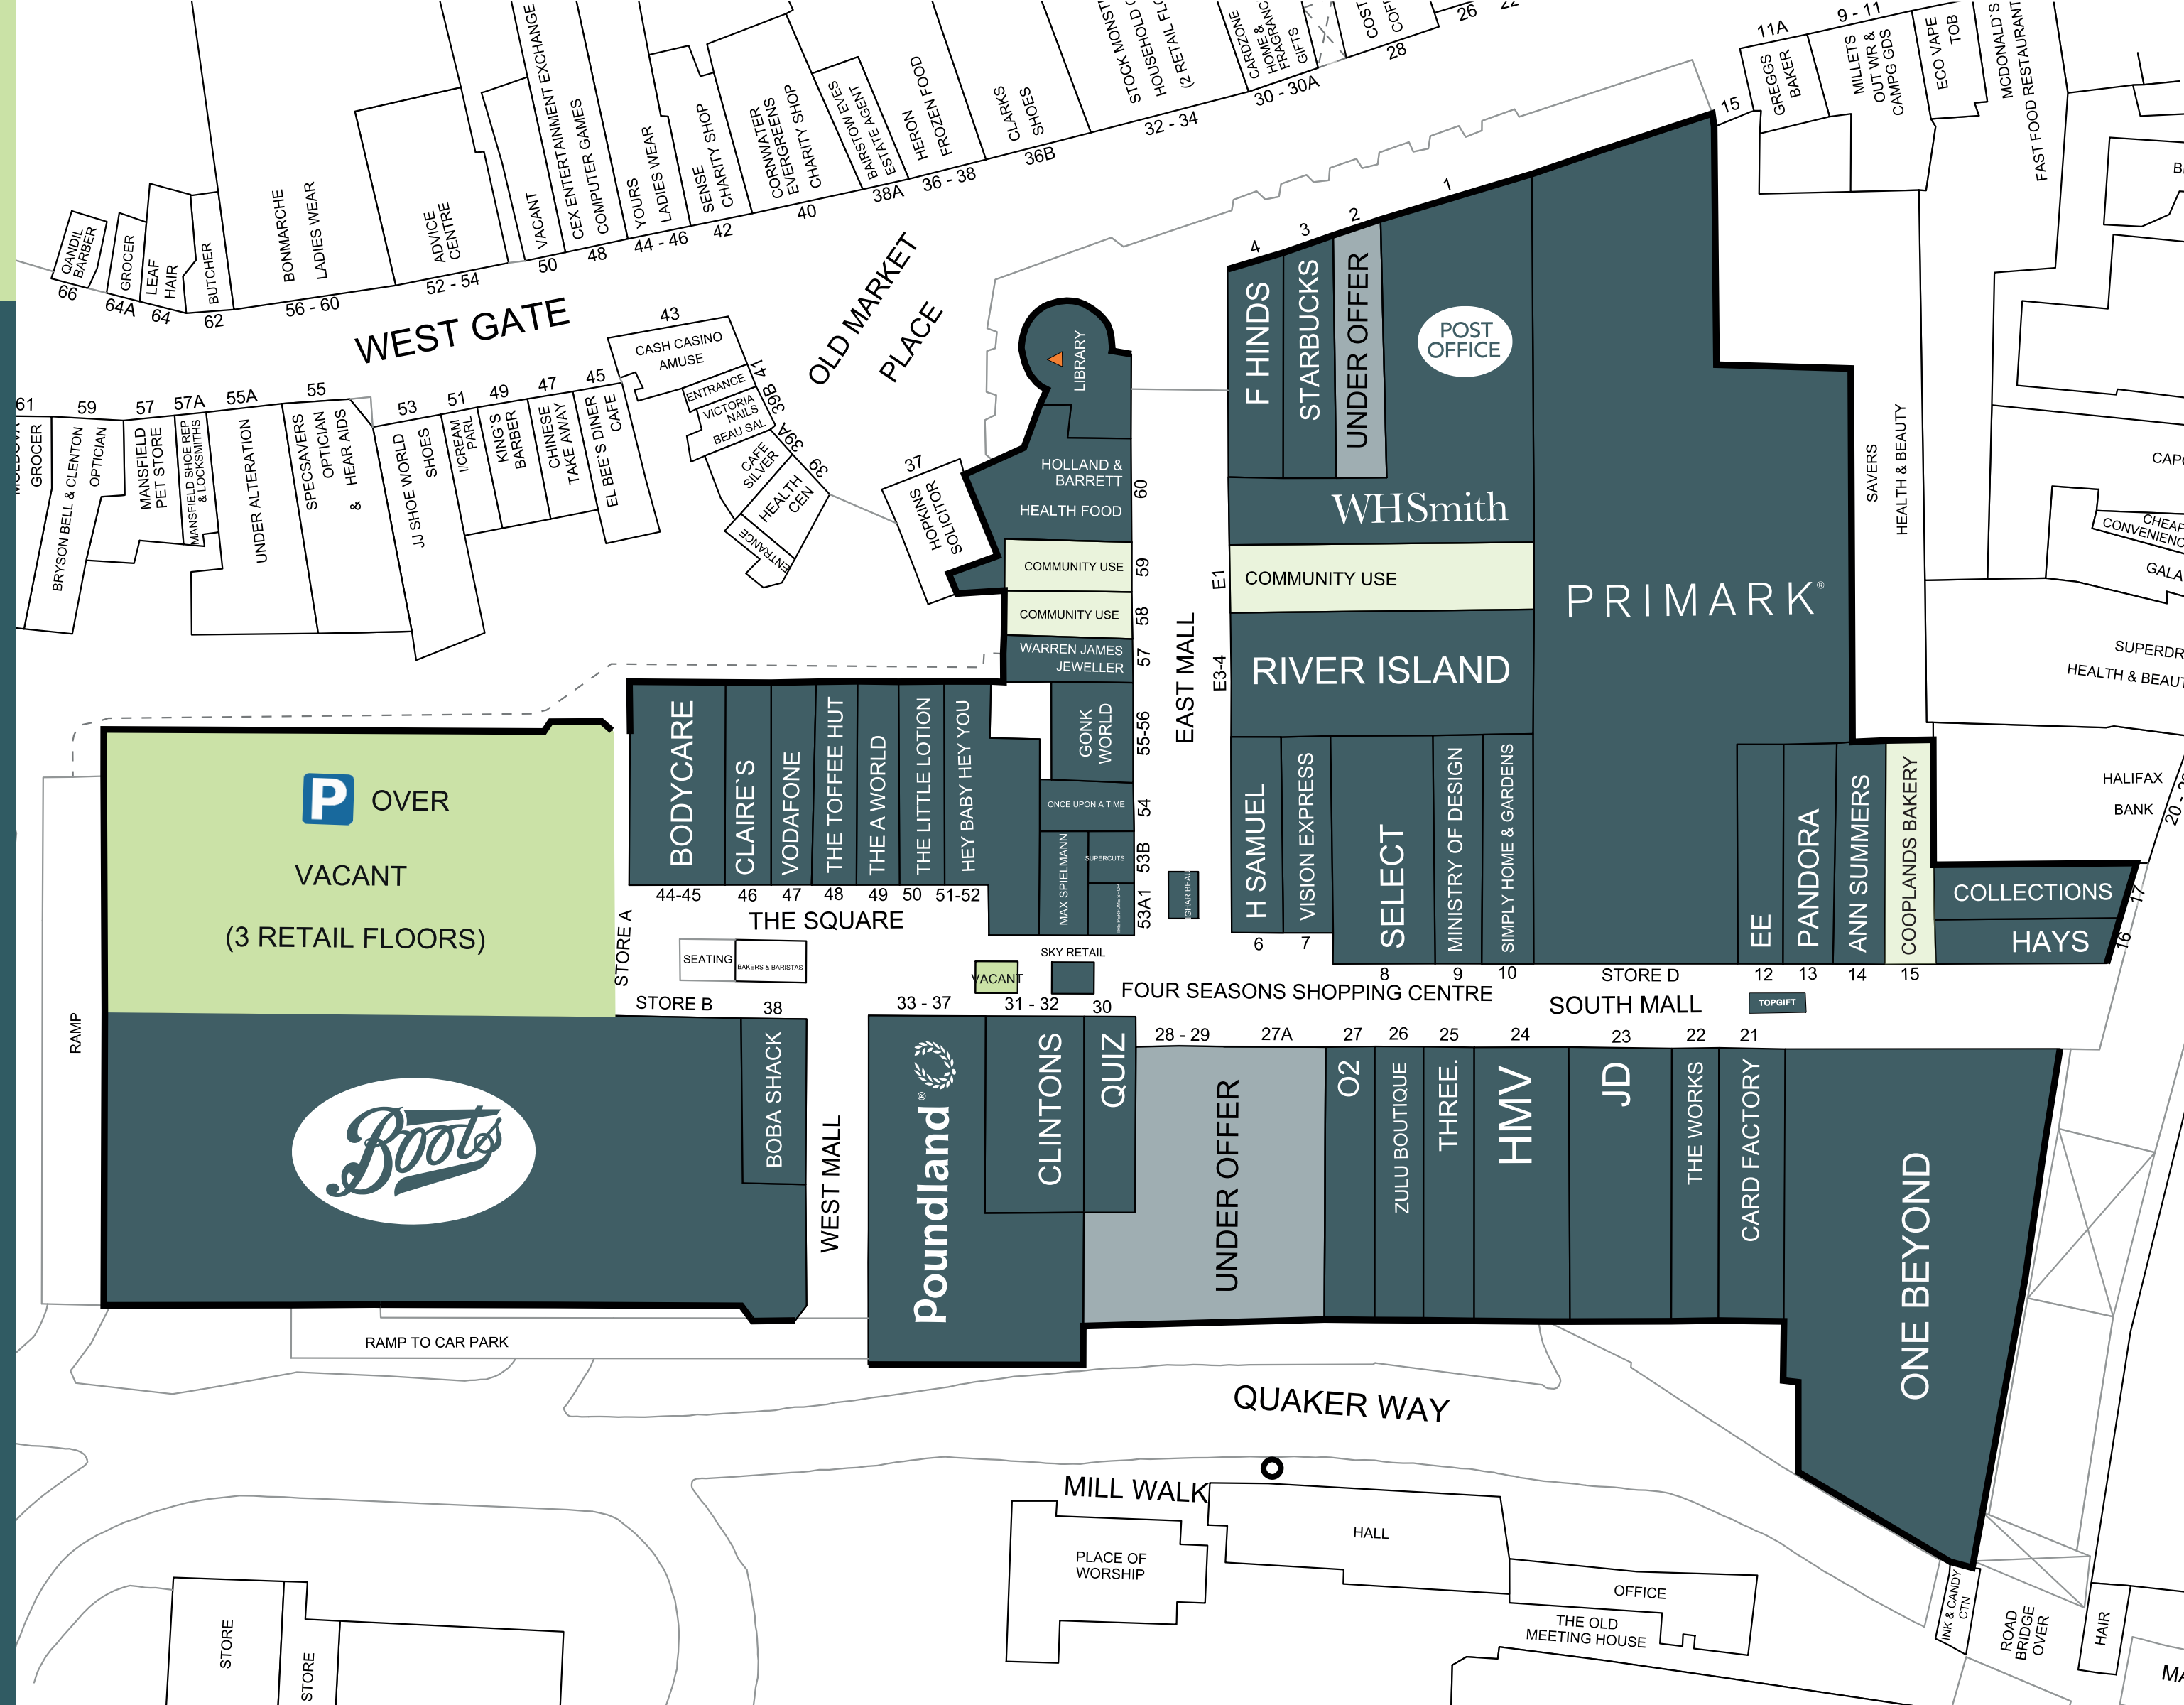 26
11A
9 - 11
15
GREGGS
BAKER
MILLETS
OUT WR &
CAMPG GDS
ECO VAPE
TOB
MCDONALD'S
FAST FOOD RESTAURANT
28
30 - 30A
CARDZONE
HOME &
GIFTS
32 - 34
36B
CLARKS
SHOES
36 - 38
HERON
FROZEN FOOD
38A
BAIRSTOW EVES
ESTATE AGENT
40
CORNWATER
EVERGREENS
CHARITY SHOP
42
SENSE
CHARITY SHOP
44 - 46
YOURS
LADIES WEAR
48
CEX ENTERTAINMENT EXCHANGE
COMPUTER GAMES
50
VACANT
52 - 54
ADVICE
CENTRE
56 - 60
BONMARCHE
LADIES WEAR
62
BUTCHER
64
LEAF
HAIR
64A
GROCER
66
QANDIL
BARBER
WEST GATE
OLD MARKET
PLACE
43
CASH CASINO
AMUSE
41
ENTRANCE
39B
VICTORIA
NAILS
BEAU SAL
39A
CAFE
SILVER
39
HEALTH
CEN
ENTRANCE
37
HOPKINS
SOLICITOR
61
GROCER
59
BRYSON BELL & CLENTON
OPTICIAN
57
MANSFIELD
PET STORE
57A
MANSFIELD SHOE REP
& LOCKSMITHS
55A
UNDER ALTERATION
55
SPECSAVERS
OPTICIAN
&
HEAR AIDS
53
JJ SHOE WORLD
SHOES
51
I/CREAM
PARL
49
KING'S
BARBER
47
CHINESE
TAKE AWAY
45
EL BEE`S DINER
CAFE
LIBRARY
HOLLAND &
BARRETT
HEALTH FOOD
60
COMMUNITY USE
59
COMMUNITY USE
58
WARREN JAMES
JEWELLER
57
GONK
WORLD
55-56
ONCE UPON A TIME
54
MAX SPIELMANN
SUPERCUTS
53B
THE PERFUME SHOP
53A1
EAST MALL
4
F HINDS
3
STARBUCKS
2
UNDER OFFER
1
POST
OFFICE
WHSmith
E1
COMMUNITY USE
E3-4
RIVER ISLAND
PRIMARK®
SAVERS
HEALTH & BEAUTY
HEALTH & BEAUT
HALIFAX
BANK
H SAMUEL
6
VISION EXPRESS
7
SELECT
8
MINISTRY OF DESIGN
9
SIMPLY HOME & GARDENS
10
STORE D
EE
12
PANDORA
13
ANN SUMMERS
14
COOPLANDS BAKERY
15
COLLECTIONS
17
HAYS
16
P OVER
VACANT
(3 RETAIL FLOORS)
STORE A
BODYCARE
44-45
CLAIRE`S
46
VODAFONE
47
THE TOFFEE HUT
48
THE A WORLD
49
THE LITTLE LOTION
50
HEY BABY HEY YOU
51-52
THE SQUARE
SEATING
BAKERS & BARISTAS
SKY RETAIL
VACANT
FOUR SEASONS SHOPPING CENTRE
SOUTH MALL
TOPGIFT
STORE B
Boots
38
BOBA SHACK
WEST MALL
33 - 37
Poundland®
31 - 32
CLINTONS
30
QUIZ
28 - 29
27A
UNDER OFFER
27
O2
26
ZULU BOUTIQUE
25
THREE.
24
HMV
23
JD
22
THE WORKS
21
CARD FACTORY
ONE BEYOND
RAMP
RAMP TO CAR PARK
QUAKER WAY
MILL WALK
PLACE OF
WORSHIP
HALL
OFFICE
THE OLD
MEETING HOUSE
INK & CANDY
CTN
ROAD
BRIDGE
OVER
HAIR
STORE
STORE